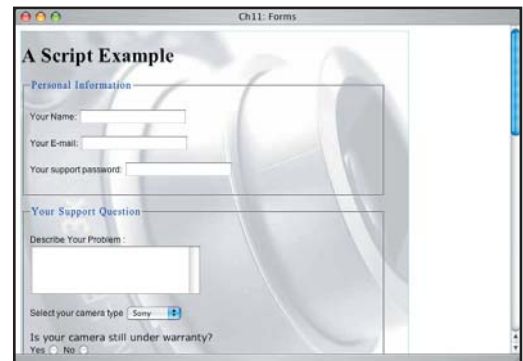 Ch11: Forms
A Script Example
Personal Information
Your Name:
Your E-mail:
Your support password:
Your Support Question
Describe Your Problem :
Select your camera type Sony
Is your camera still under warranty?
Yes No